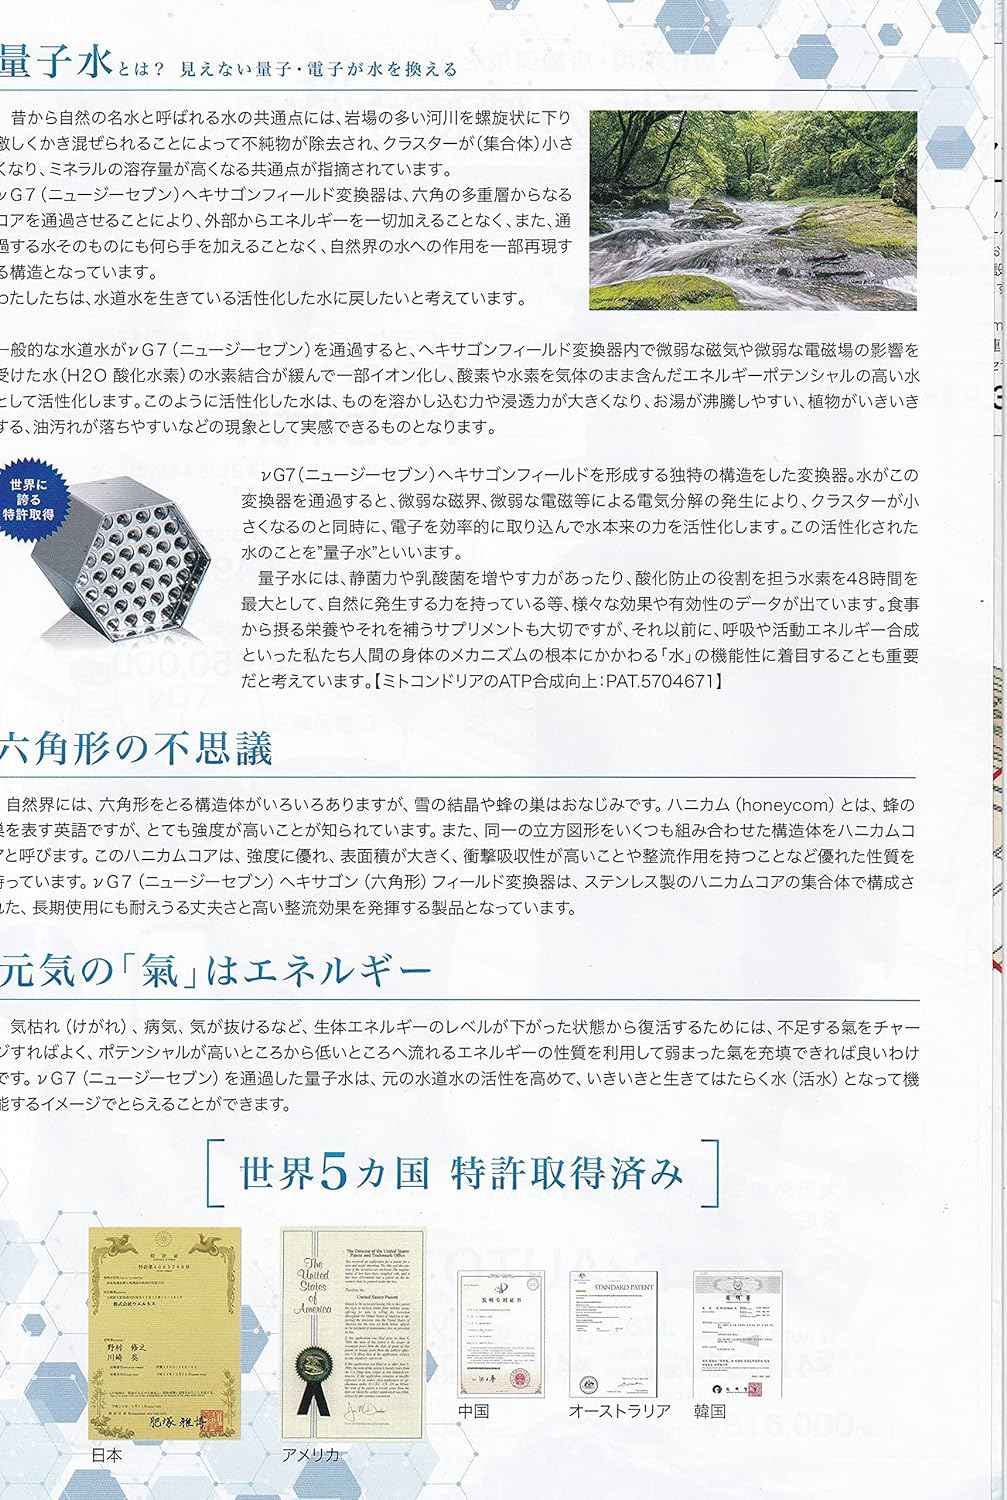 量子水とは? 見えない量子・電子が水を換える
昔から自然の名水と呼ばれる水の共通点には、岩場の多い河川を螺旋状に下り
激しくかき混ぜられることによって不純物が除去され、クラスターが(集合体)小さ
くなり、ミネラルの溶存量が高くなる共通点が指摘されています。
νG7(ニュージーセブン)ヘキサゴンフィールド変換器は、六角の多重層からなる
コアを通過させることにより、外部からエネルギーを一切加えることなく、また、通
過する水そのものにも何ら手を加えることなく、自然界の水への作用を一部再現す
る構造となっています。
わたしたちは、水道水を生きている活性化した水に戻したいと考えています。
一般的な水道水がνG7(ニュージーセブン)を通過すると、ヘキサゴンフィールド変換器内で微弱な磁気や微弱な電磁場の影響を
受けた水(H2O 酸化水素)の水素結合が緩んで一部イオン化し、酸素や水素を気体のまま含んだエネルギーポテンシャルの高い水
として活性化します。このように活性化した水は、ものを溶かし込む力や浸透力が大きくなり、お湯が沸騰しやすい、植物がいきいき
する、油汚れが落ちやすいなどの現象として実感できるものとなります。
世界に
誇る
特許取得
νG7(ニュージーセブン)ヘキサゴンフィールドを形成する独特の構造をした変換器。水がこの
変換器を通過すると、微弱な磁界、微弱な電磁等による電気分解の発生により、クラスターが小
さくなるのと同時に、電子を効率的に取り込んで水本来の力を活性化します。この活性化された
水のことを"量子水"といいます。
量子水には、静菌力や乳酸菌を増やす力があったり、酸化防止の役割を担う水素を48時間を
最大として、自然に発生する力を持っている等、様々な効果や有効性のデータが出ています。食事
から摂る栄養やそれを補うサプリメントも大切ですが、それ以前に、呼吸や活動エネルギー合成
といった私たち人間の身体のメカニズムの根本にかかわる「水」の機能性に着目することも重要
だと考えています。【ミトコンドリアのATP合成向上:PAT.5704671】
六角形の不思議
自然界には、六角形をとる構造体がいろいろありますが、雪の結晶や蜂の巣はおなじみです。ハニカム(honeycom)とは、蜂の
巣を表す英語ですが、とても強度が高いことが知られています。また、同一の立方図形をいくつも組み合わせた構造体をハニカムコ
アと呼びます。このハニカムコアは、強度に優れ、表面積が大きく、衝撃吸収性が高いことや整流作用を持つことなど優れた性質を
持っています。νG7(ニュージーセブン)ヘキサゴン(六角形)フィールド変換器は、ステンレス製のハニカムコアの集合体で構成さ
れた、長期使用にも耐えうる丈夫さと高い整流効果を発揮する製品となっています。
元気の「氣」はエネルギー
気枯れ(けがれ)、病気、気が抜けるなど、生体エネルギーのレベルが下がった状態から復活するためには、不足する氣をチャー
ジすればよく、ポテンシャルが高いところから低いところへ流れるエネルギーの性質を利用して弱まった氣を充填できれば良いわけ
です。νG7(ニュージーセブン)を通過した量子水は、元の水道水の活性を高めて、いきいきと生きてはたらく水(活水)となって機
能するイメージでとらえることができます。
世界5カ国 特許取得済み
特許証
株式会社ウエルネス
野村 修之
川崎 英
肥塚 雅博
The
United
States
of
America
The Director of the United States
Patent and Trademark Office
United States Patent
发明专利证书
STANDARD PATENT
日本
アメリカ
中国
オーストラリア
韓国